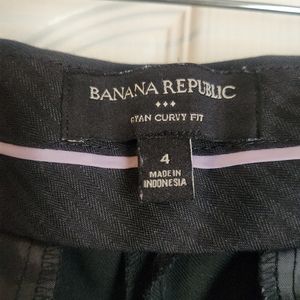 BANANA REPUBLIC
RYAN CURVY FIT
4
MADE IN
INDONESIA